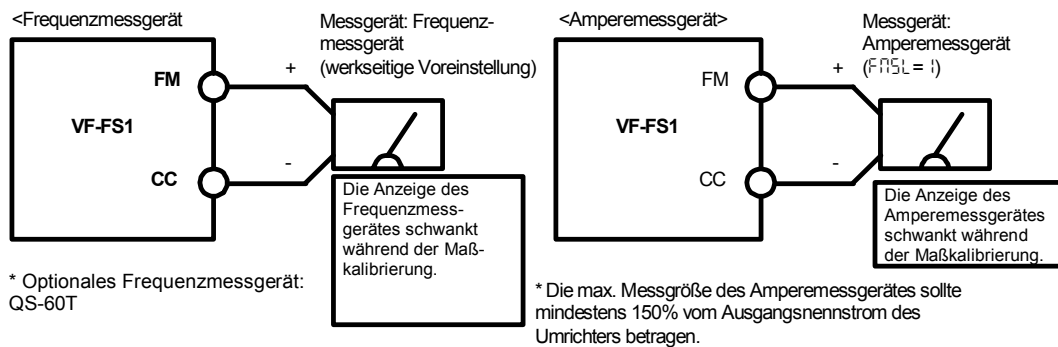 <Frequenzmessgerät
Messgerät: Frequenz-
messgerät
(werkseitige Voreinstellung)
FM
+
VF-FS1
CC
-
Die Anzeige des
Frequenzmess-
gerätes schwankt
während der Maß-
kalibrierung.
* Optionales Frequenzmessgerät:
QS-60T
<Amperemessgerät>
Messgerät:
Amperemessgerät
(FMSL= 1)
FM
+
VF-FS1
CC
-
Die Anzeige des
Amperemessgerätes
schwankt während
der Maßkalibrierung.
* Die max. Messgröße des Amperemessgerätes sollte
mindestens 150% vom Ausgangsnennstrom des
Umrichters betragen.